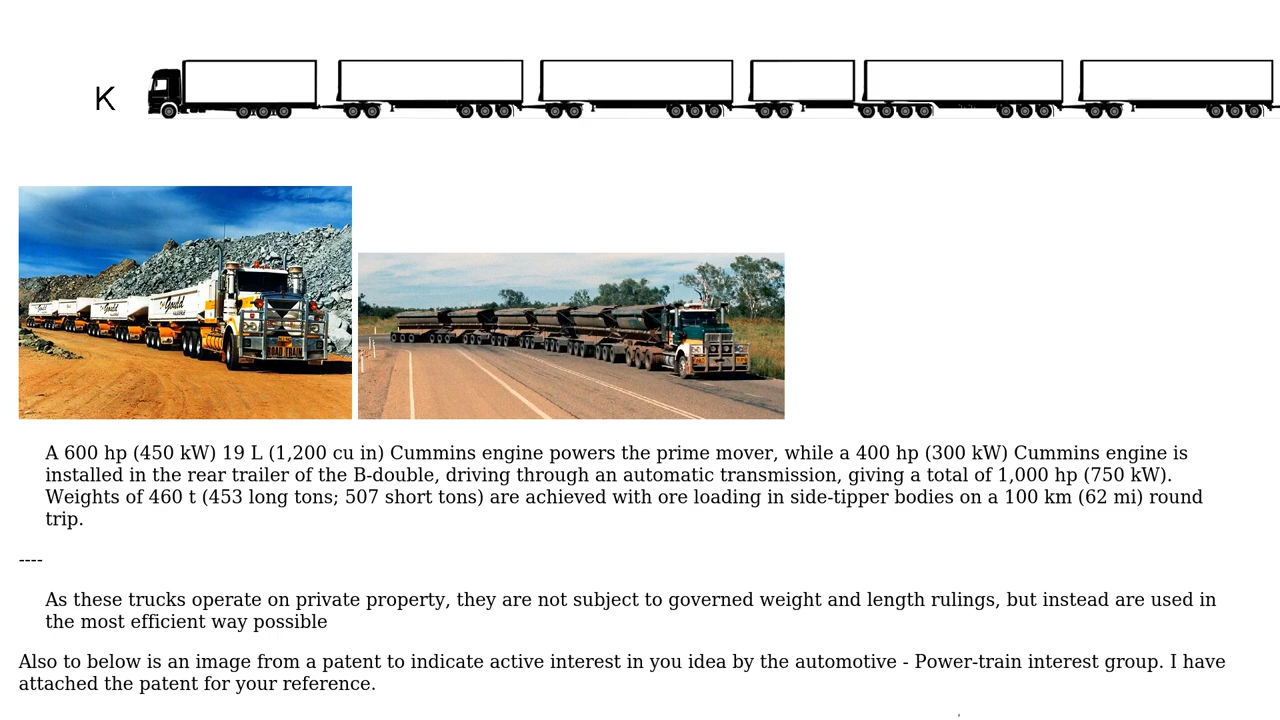 K
Gould
Gould
ROAD TRAIN
A 600 hp (450 kW) 19 L (1,200 cu in) Cummins engine powers the prime mover, while a 400 hp (300 kW) Cummins engine is
installed in the rear trailer of the B-double, driving through an automatic transmission, giving a total of 1,000 hp (750 kW).
Weights of 460 t (453 long tons; 507 short tons) are achieved with ore loading in side-tipper bodies on a 100 km (62 mi) round
trip.
----
As these trucks operate on private property, they are not subject to governed weight and length rulings, but instead are used in
the most efficient way possible
Also to below is an image from a patent to indicate active interest in you idea by the automotive - Power-train interest group. I have
attached the patent for your reference.